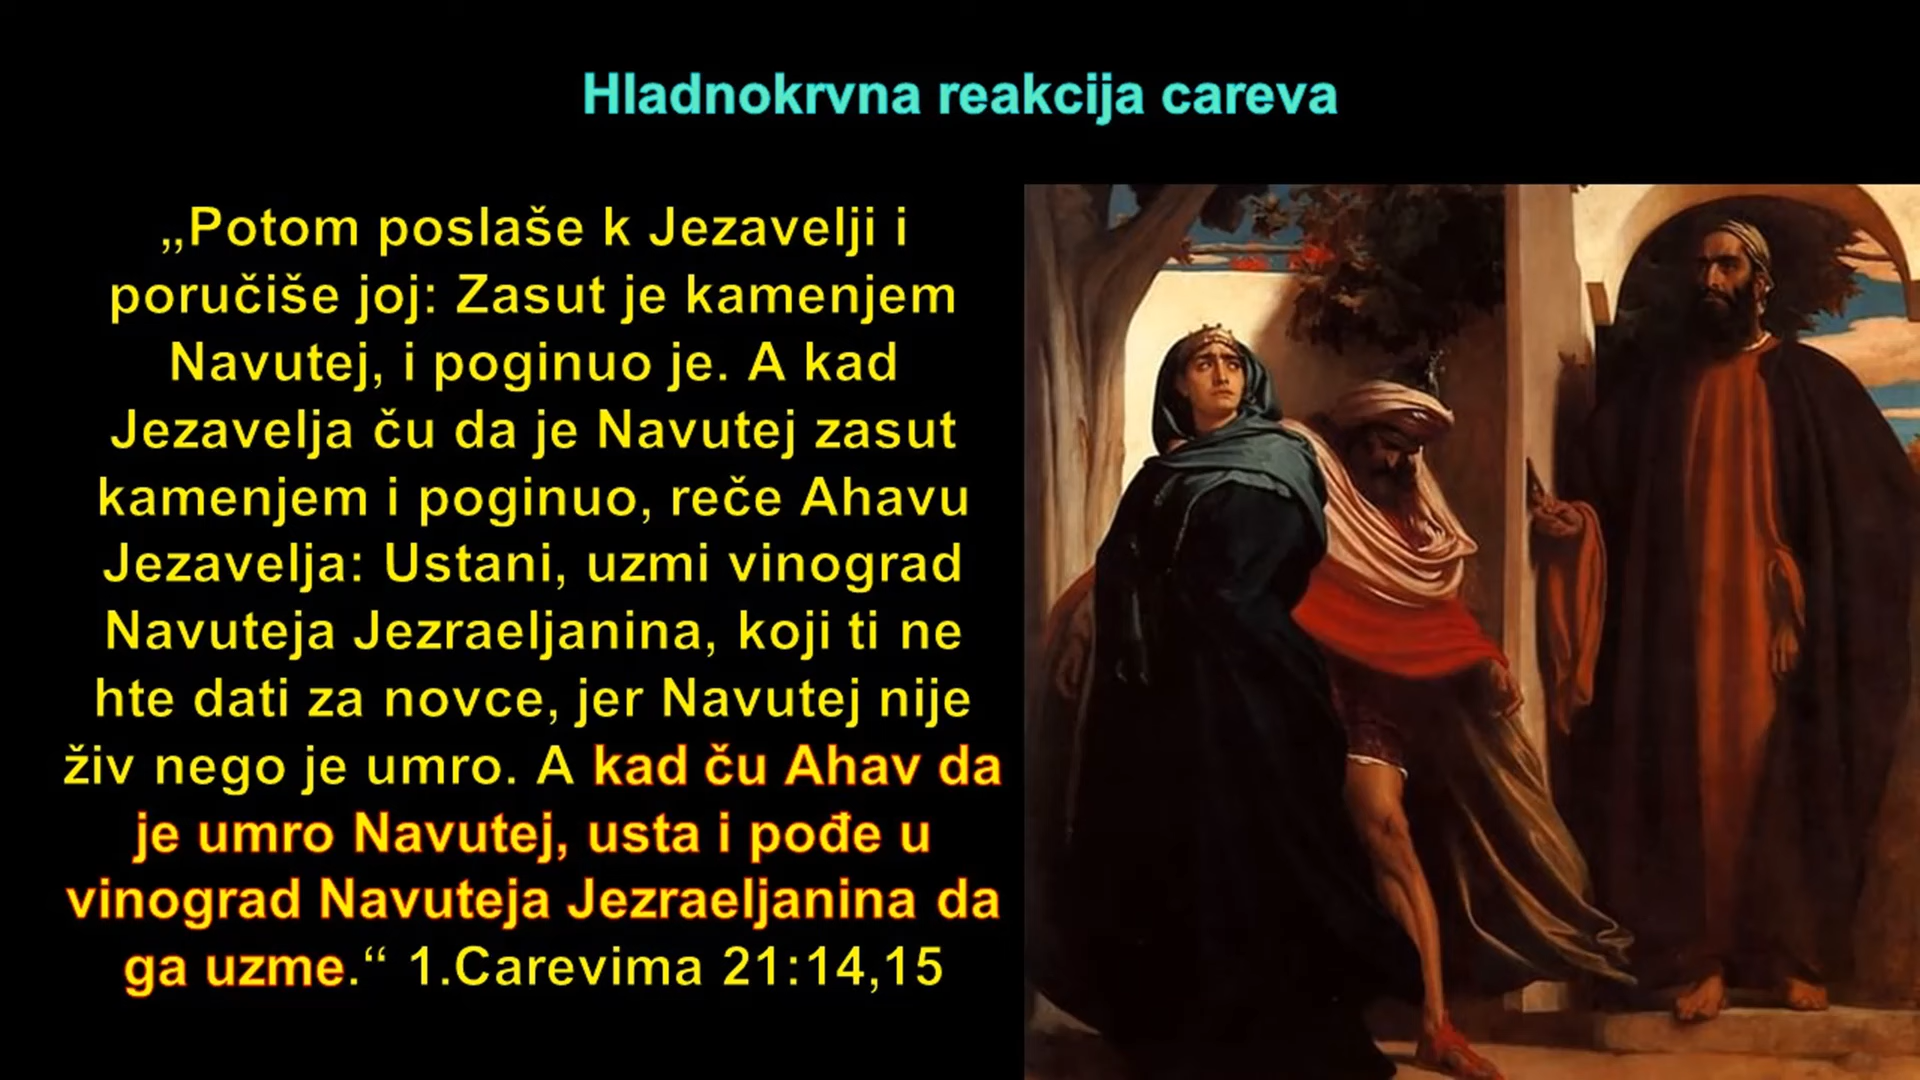 Hladnokrvna reakcija careva
„Potom poslaše k Jezavelji i
poručiše joj: Zasut je kamenjem
Navutej, i poginuo je. A kad
Jezavelja ču da je Navutej zasut
kamenjem i poginuo, reče Ahavu
Jezavelja: Ustani, uzmi vinograd
Navuteja Jezraeljanina, koji ti ne
hte dati za novce, jer Navutej nije
živ nego je umro. A kad ču Ahav da
je umro Navutej, usta i pođe u
vinograd Navuteja Jezraeljanina da
ga uzme.“ 1.Carevima 21:14,15